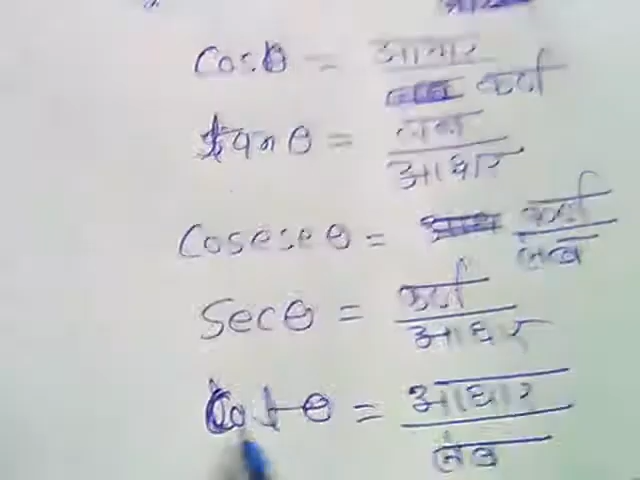 cosθ = आधार / कर्ण
tanθ = लंब / आधार
Cosecθ = कर्ण / लंब
Secθ = कर्ण / आधार
Cotθ = आधार / लंब